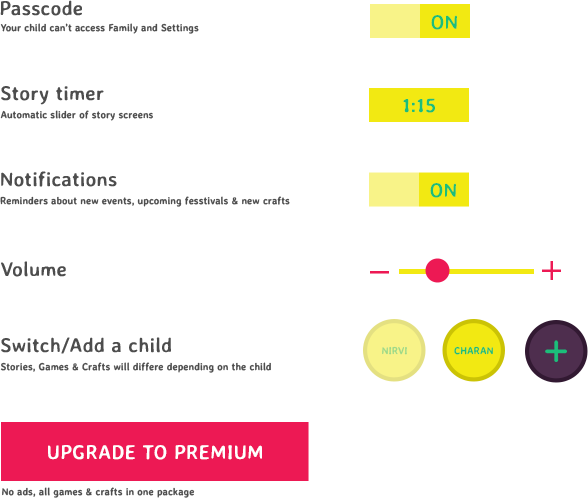 Passcode
ON
Your child can't access Family and Settings
Story timer
1:15
Automatic slider of story screens
Notifications
ON
Reminders about new events, upcoming fesstivals & new crafts
Volume
− +
Switch/Add a child
NIRVI CHARAN +
Stories, Games & Crafts will differe depending on the child
UPGRADE TO PREMIUM
No ads, all games & crafts in one package